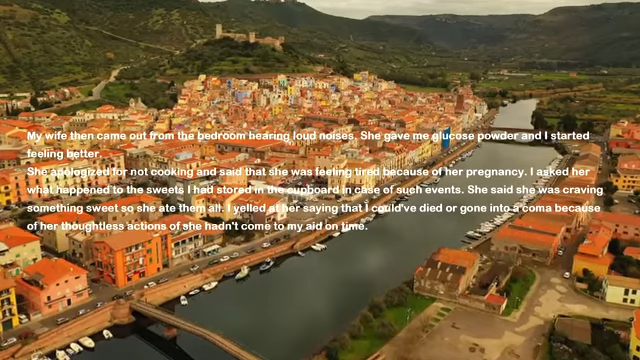 My wife then came out from the bedroom hearing loud noises. She gave me glucose powder and I started
feeling better.
She apologized for not cooking and said that she was feeling tired because of her pregnancy. I asked her
what happened to the sweets I had stored in the cupboard in case of such events. She said she was craving
something sweet so she ate them all. I yelled at her saying that I could've died or gone into a coma because
of her thoughtless actions of she hadn't come to my aid on time.